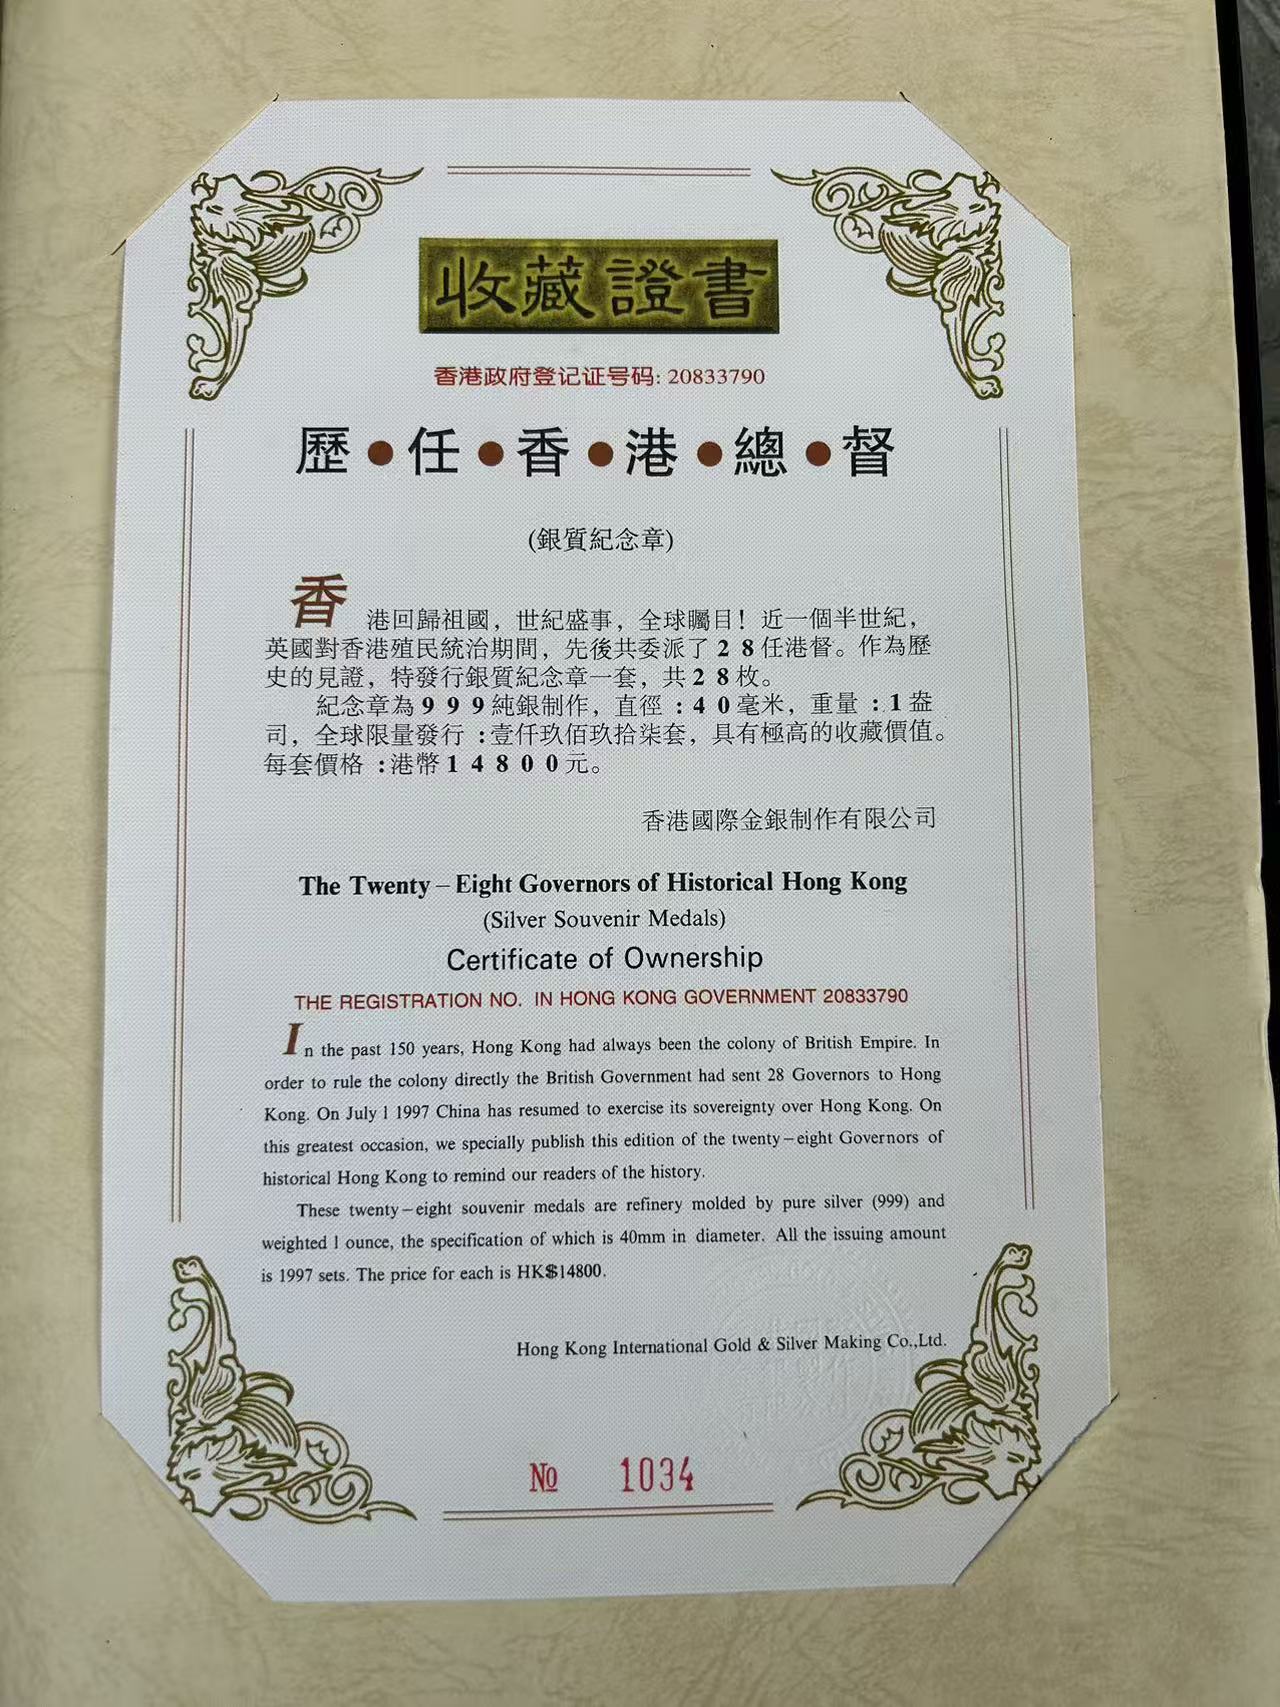 收藏證書
香港政府登记证号码: 20833790
歷•任•香•港•總•督
(銀質紀念章)
香港回歸祖國，世紀盛事，全球矚目！近一個半世紀，
英國對香港殖民統治期間，先後共委派了28任港督。作為歷
史的見證，特發行銀質紀念章一套，共28枚。
紀念章為999純銀制作，直徑:40毫米，重量:1盎
司，全球限量發行:壹仟玖佰玖拾柒套，具有極高的收藏價值。
每套價格:港幣14800元。
香港國際金銀制作有限公司
The Twenty–Eight Governors of Historical Hong Kong
(Silver Souvenir Medals)
Certificate of Ownership
THE REGISTRATION NO. IN HONG KONG GOVERNMENT 20833790
In the past 150 years, Hong Kong had always been the colony of British Empire. In
order to rule the colony directly the British Government had sent 28 Governors to Hong
Kong. On July 1 1997 China has resumed to exercise its sovereignty over Hong Kong. On
this greatest occasion, we specially publish this edition of the twenty–eight Governors of
historical Hong Kong to remind our readers of the history.
These twenty–eight souvenir medals are refinery molded by pure silver (999) and
weighted 1 ounce, the specification of which is 40mm in diameter. All the issuing amount
is 1997 sets. The price for each is HK$14800.
Hong Kong International Gold & Silver Making Co.,Ltd.
№ 1034